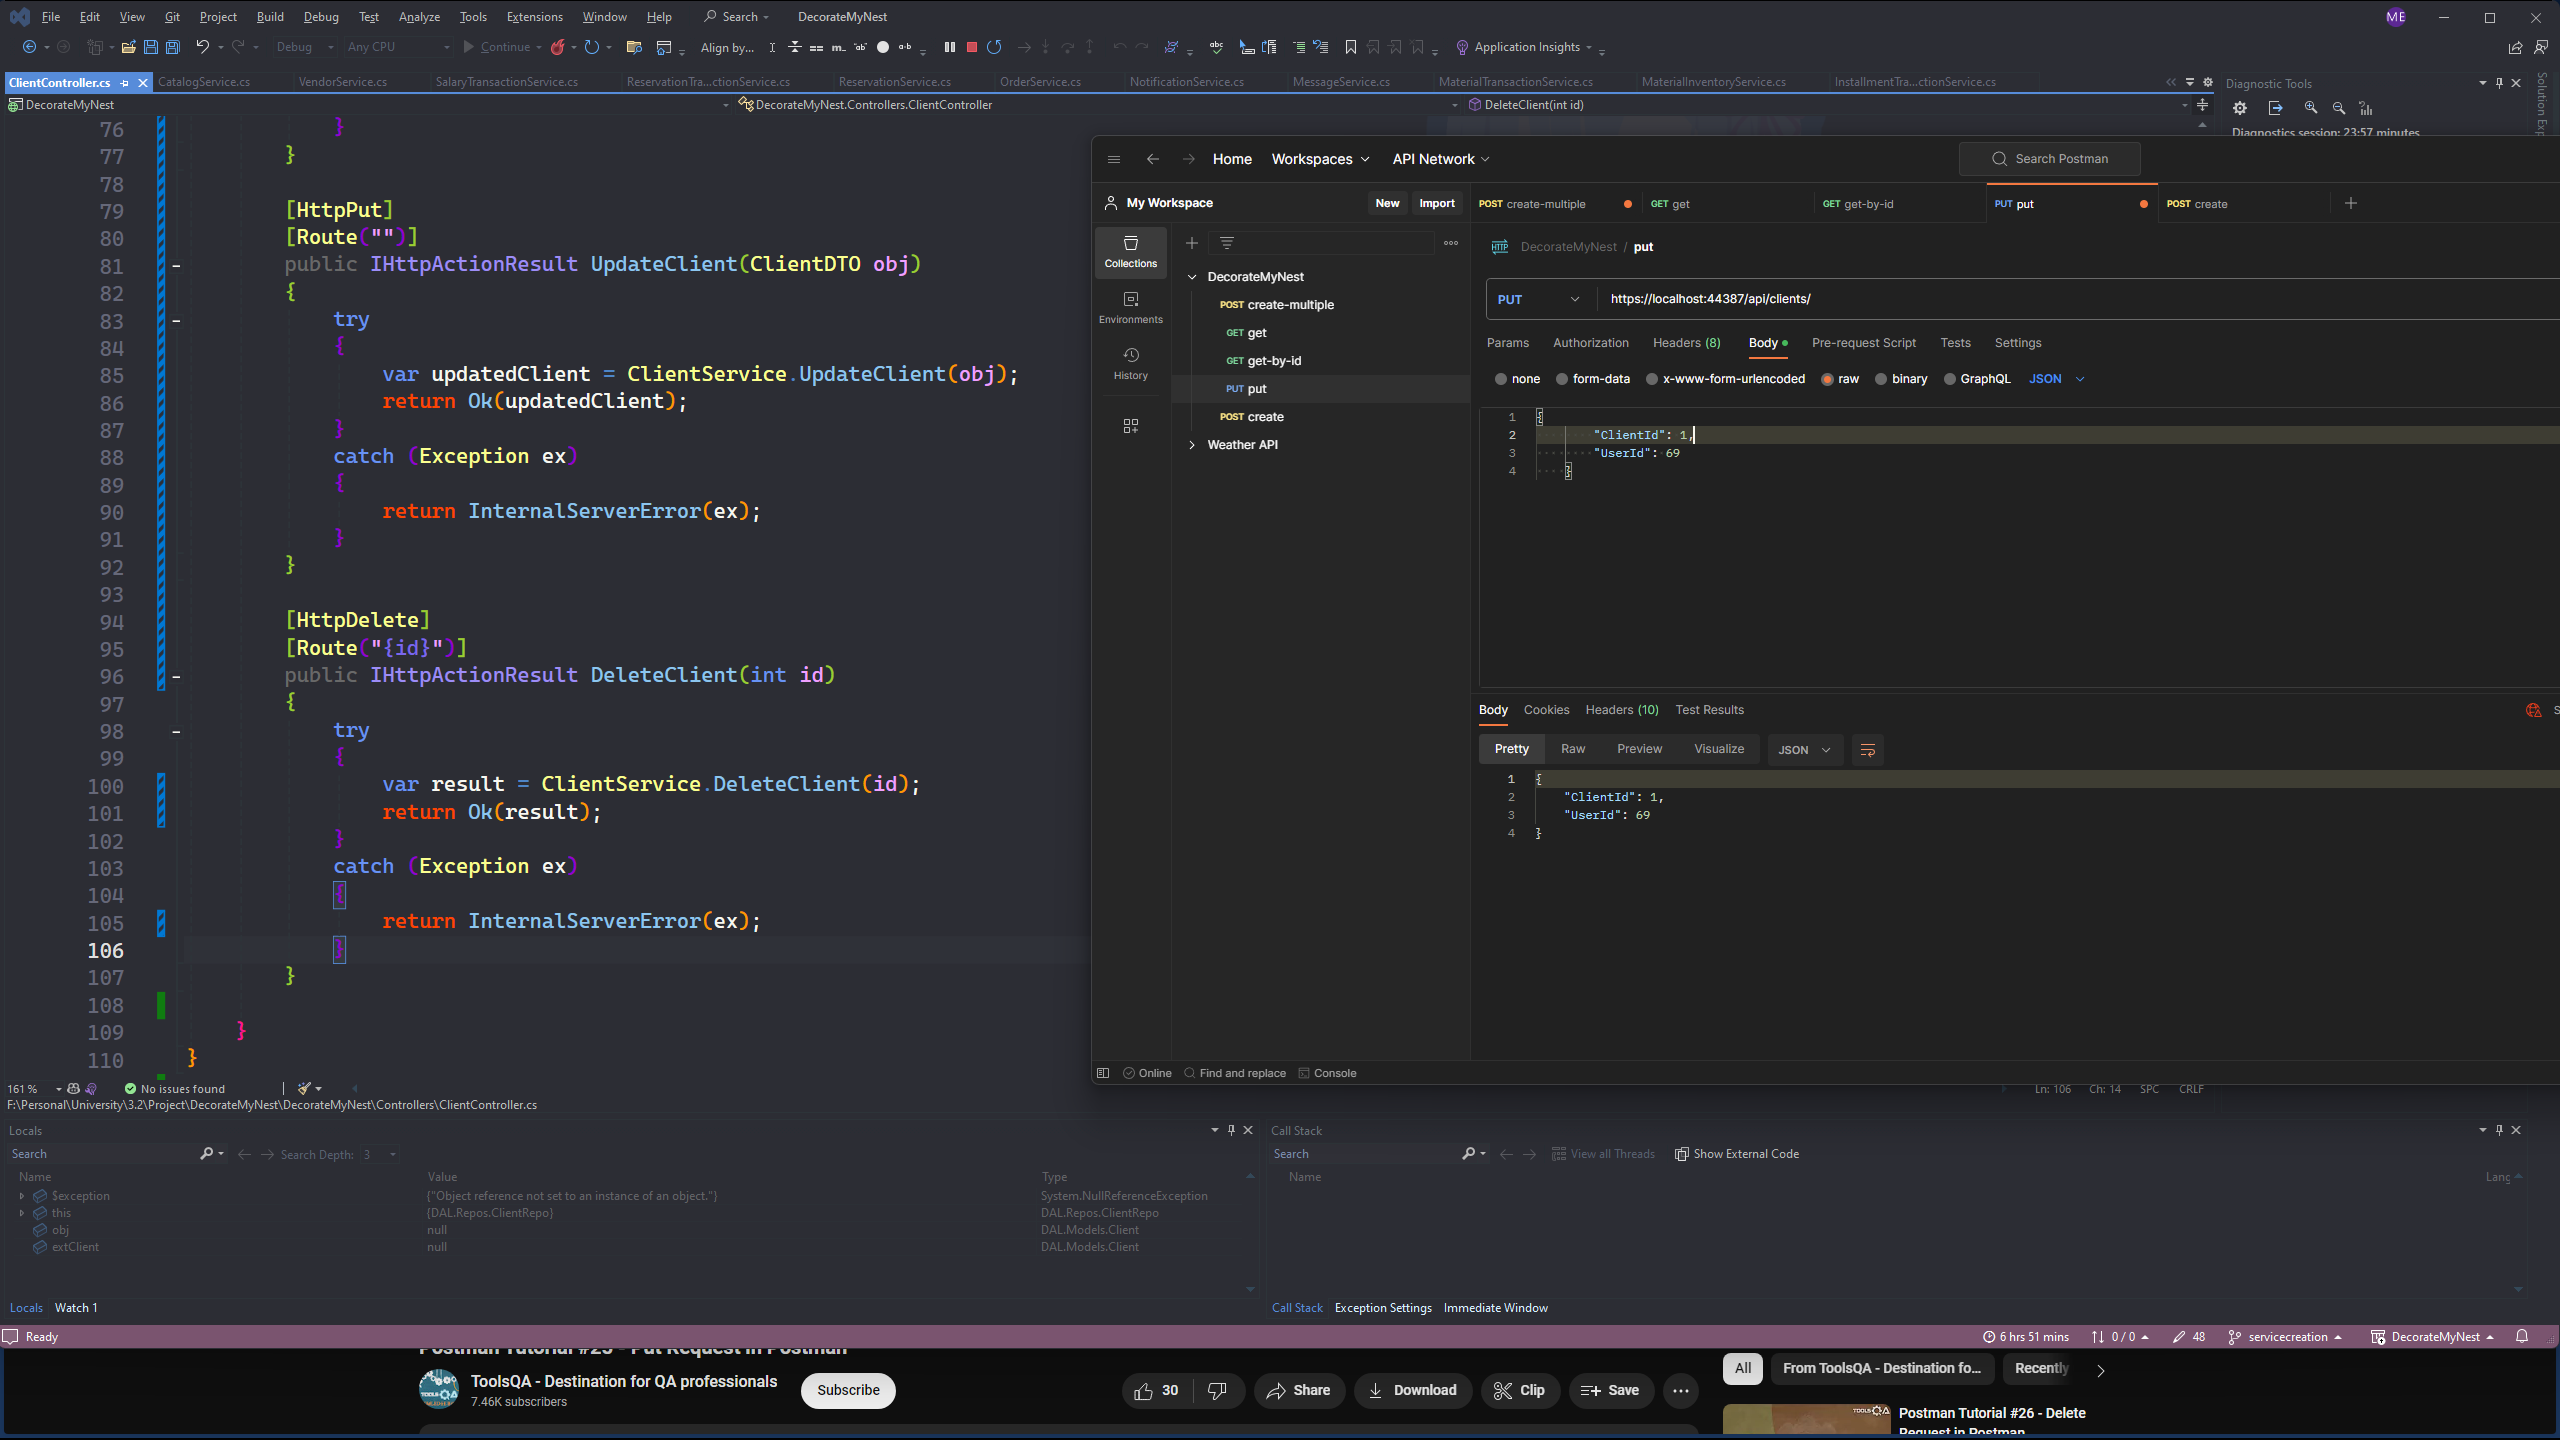 File Edit View Git Project Build Debug Test Analyze Tools Extensions Window Help Search DecorateMyNest ME
Debug Any CPU Continue Align by... Application Insights
ClientController.cs CatalogService.cs VendorService.cs SalaryTransactionService.cs ReservationTra...ctionService.cs ReservationService.cs OrderService.cs NotificationService.cs MessageService.cs MaterialTransactionService.cs MaterialInventoryService.cs InstallmentTra...ctionService.cs
Diagnostic Tools
DecorateMyNest DecorateMyNest.Controllers.ClientController DeleteClient(int id)
Diagnostics session: 23:57 minutes
76 }
77 }
78
79 [HttpPut]
80 [Route("")]
81 public IHttpActionResult UpdateClient(ClientDTO obj)
82 {
83 try
84 {
85 var updatedClient = ClientService.UpdateClient(obj);
86 return Ok(updatedClient);
87 }
88 catch (Exception ex)
89 {
90 return InternalServerError(ex);
91 }
92 }
93
94 [HttpDelete]
95 [Route("{id}")]
96 public IHttpActionResult DeleteClient(int id)
97 {
98 try
99 {
100 var result = ClientService.DeleteClient(id);
101 return Ok(result);
102 }
103 catch (Exception ex)
104 {
105 return InternalServerError(ex);
106 }
107 }
108
109 }
110 }
161 % No issues found
F:\Personal\University\3.2\Project\DecorateMyNest\DecorateMyNest\Controllers\ClientController.cs
Home Workspaces API Network Search Postman
My Workspace New Import
POST create-multiple GET get GET get-by-id PUT put POST create
Collections
Environments
History
DecorateMyNest
POST create-multiple
GET get
GET get-by-id
PUT put
POST create
Weather API
HTTP DecorateMyNest / put
PUT https://localhost:44387/api/clients/
Params Authorization Headers (8) Body Pre-request Script Tests Settings
none form-data x-www-form-urlencoded raw binary GraphQL JSON
1 {
2 "ClientId": 1,
3 "UserId": 69
4 }
Body Cookies Headers (10) Test Results
Pretty Raw Preview Visualize JSON
1 {
2 "ClientId": 1,
3 "UserId": 69
4 }
Online Find and replace Console
Ln: 106 Ch: 14 SPC CRLF
Locals
Search Search Depth: 3
Name Value Type
$exception {"Object reference not set to an instance of an object."} System.NullReferenceException
this {DAL.Repos.ClientRepo} DAL.Repos.ClientRepo
obj null DAL.Models.Client
extClient null DAL.Models.Client
Locals Watch 1
Call Stack
Search View all Threads Show External Code
Name Lang
Call Stack Exception Settings Immediate Window
Ready 6 hrs 51 mins 0 / 0 48 servicecreation DecorateMyNest
Postman Tutorial #25 - Put Request in Postman
ToolsQA - Destination for QA professionals
7.46K subscribers
Subscribe
30 Share Download Clip Save
All From ToolsQA - Destination fo... Recently
Postman Tutorial #26 - Delete
Request in Postman